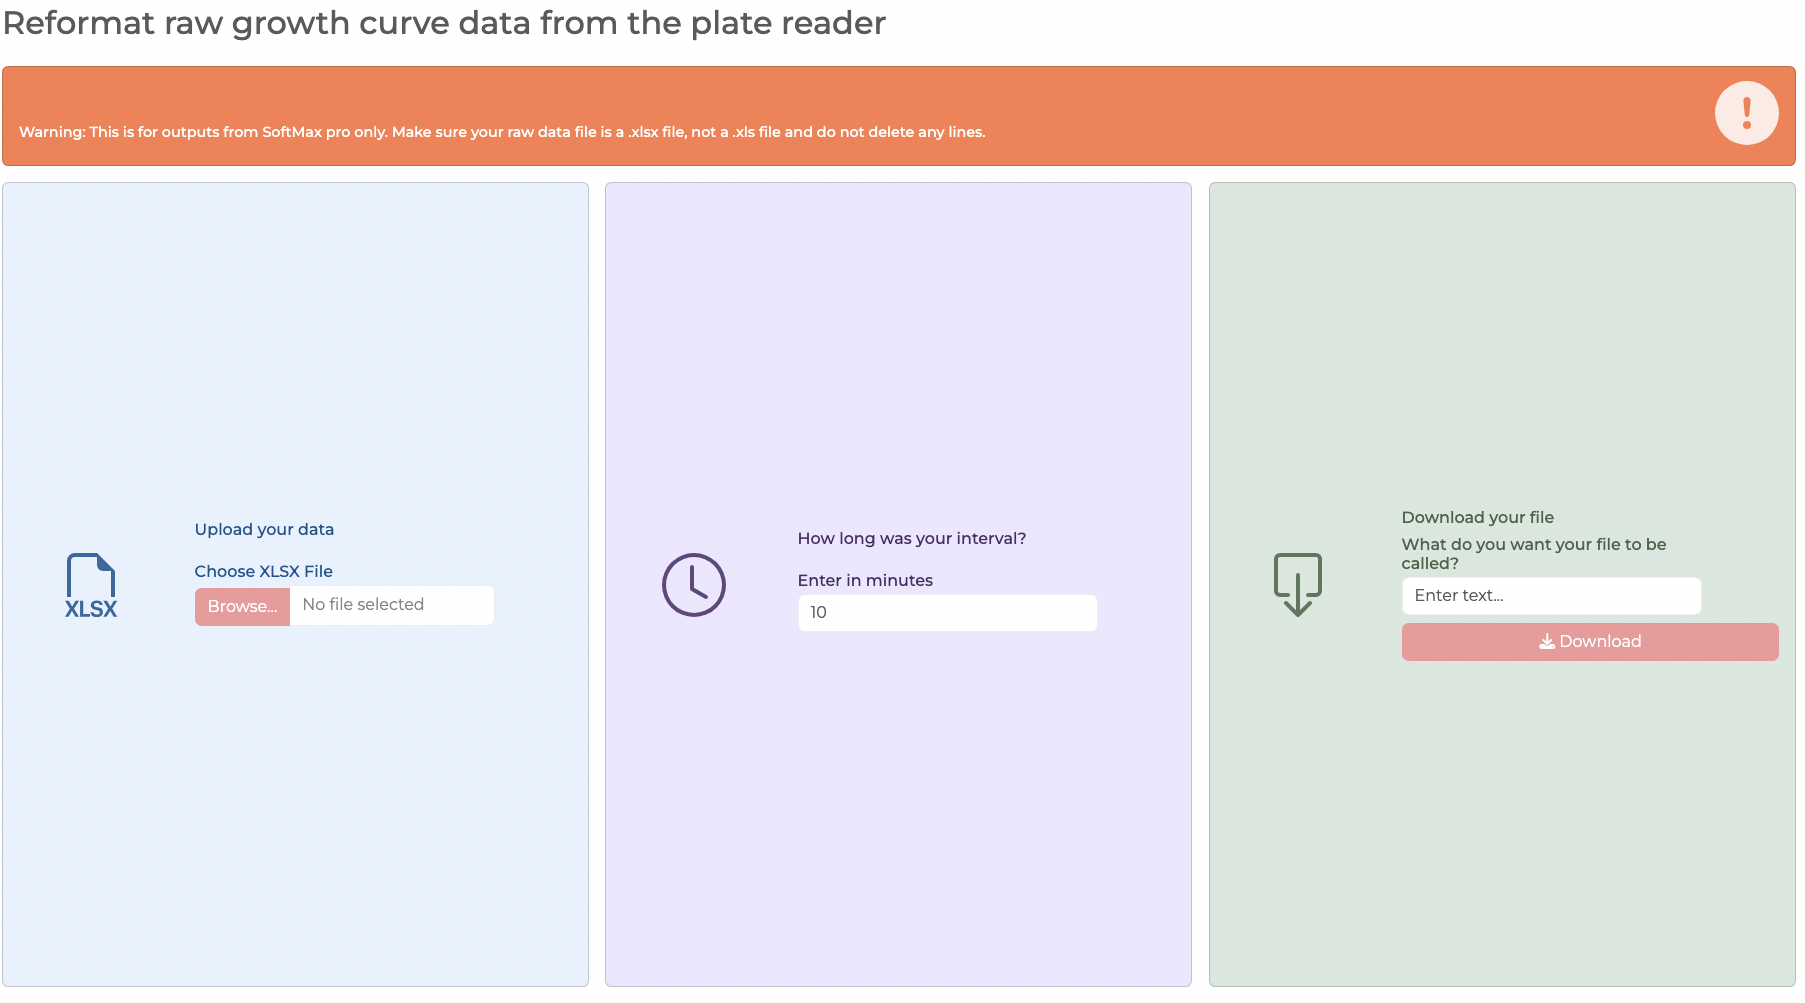 Reformat raw growth curve data from the plate reader
Warning: This is for outputs from SoftMax pro only. Make sure your raw data file is a .xlsx file, not a .xls file and do not delete any lines.
XLSX
Upload your data
Choose XLSX File
Browse... No file selected
How long was your interval?
Enter in minutes
10
Download your file
What do you want your file to be
called?
Enter text...
Download